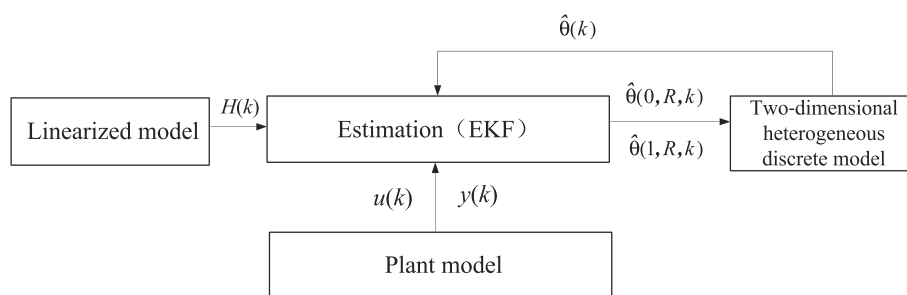 θ̂(k)
H(k)
Linearized model
Estimation（EKF）
θ̂(0, R, k)
θ̂(1, R, k)
Two-dimensional
heterogeneous
discrete model
u(k) y(k)
Plant model